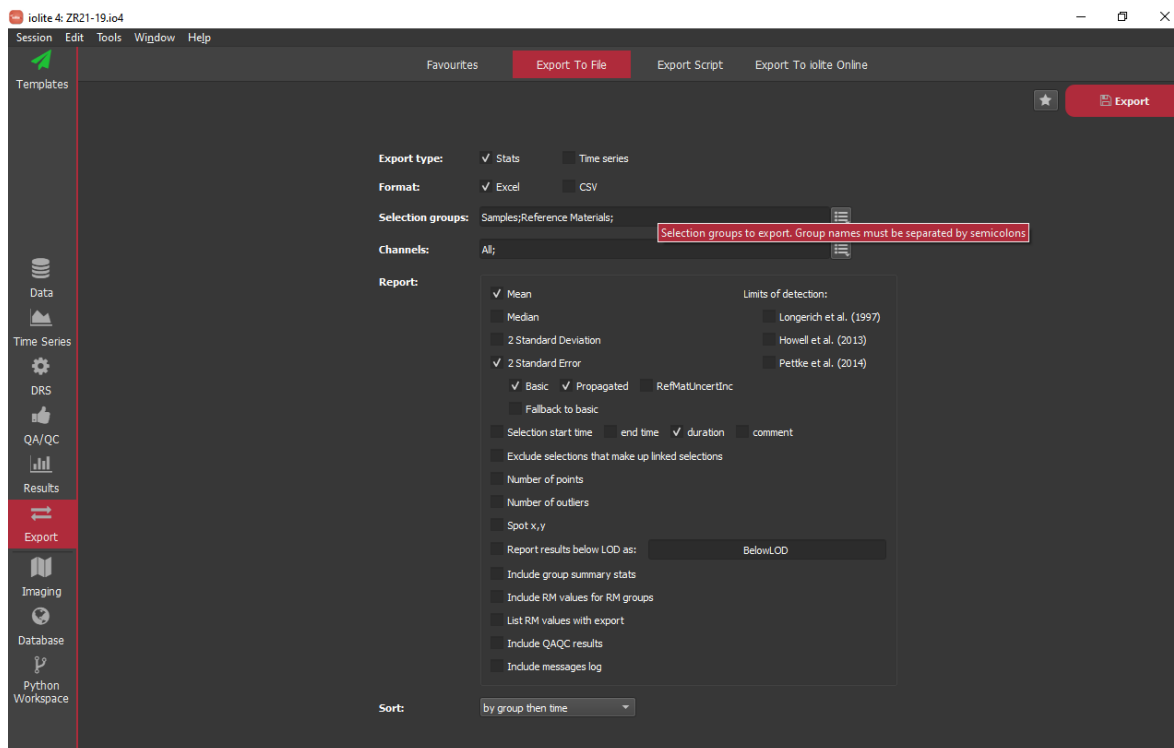 iolite 4: ZR21-19.io4
Session Edit Tools Window Help
Templates
Favourites Export To File Export Script Export To iolite Online
Export
Export type: Stats Time series
Format: Excel CSV
Selection groups: Samples;Reference Materials;
Selection groups to export. Group names must be separated by semicolons
Channels: All;
Report:
Mean Limits of detection:
Median Longerich et al. (1997)
2 Standard Deviation Howell et al. (2013)
2 Standard Error Pettke et al. (2014)
Basic Propagated RefMatUncertInc
Fallback to basic
Selection start time end time duration comment
Exclude selections that make up linked selections
Number of points
Number of outliers
Spot x,y
Report results below LOD as: BelowLOD
Include group summary stats
Include RM values for RM groups
List RM values with export
Include QAQC results
Include messages log
Sort: by group then time
Data
Time Series
DRS
QA/QC
Results
Export
Imaging
Database
Python
Workspace